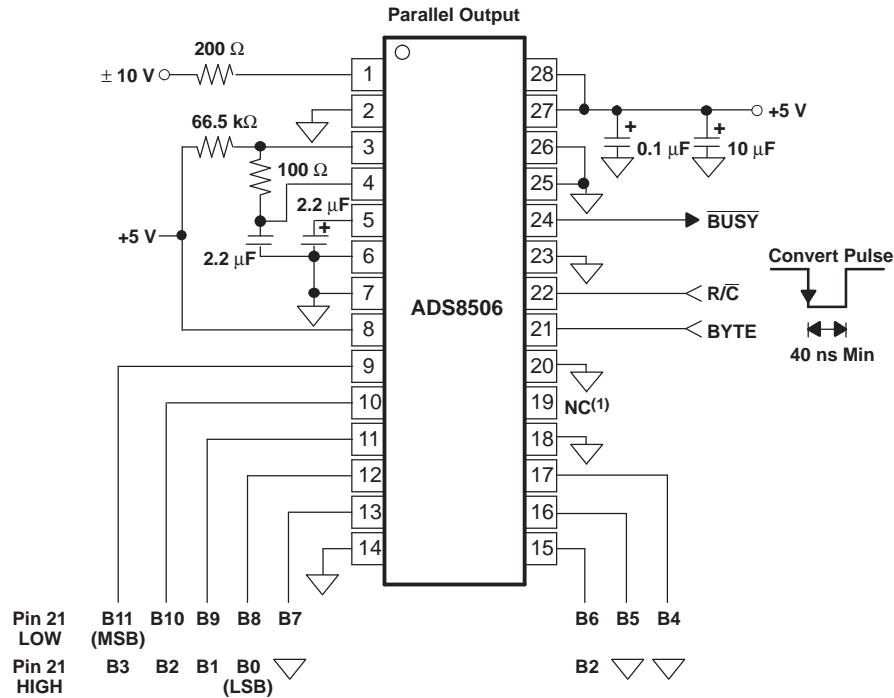 Parallel Output
200 Ω
± 10 V
66.5 kΩ
100 Ω
2.2 µF
+5 V
2.2 µF
1
2
3
4
5
6
7
8
9
10
11
12
13
14
ADS8506
28
27
26
25
24
23
22
21
20
19
18
17
16
15
+5 V
+
0.1 µF
+
10 µF
+
BUSY
Convert Pulse
R/C
BYTE
40 ns Min
NC(1)
Pin 21 LOW B11 (MSB) B10 B9 B8 B7 B6 B5 B4
Pin 21 HIGH B3 B2 B1 B0 (LSB) B2